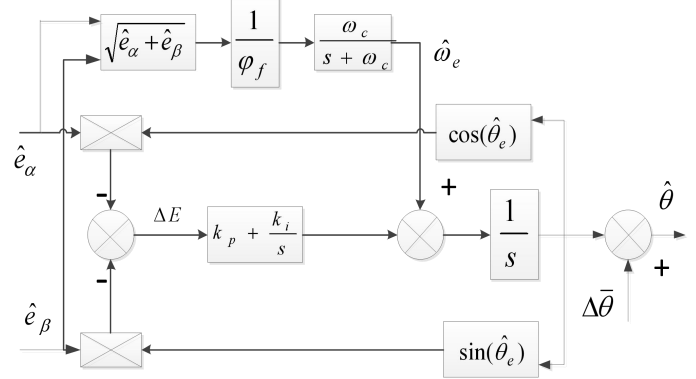 √(ê_α + ê_β)
1/φ_f
ω_c/(s + ω_c)
ω̂_e
ê_α
cos(θ̂_e)
-
ΔE
k_p + k_i/s
+
1/s
θ̂
+
-
Δθ̄
ê_β
sin(θ̂_e)